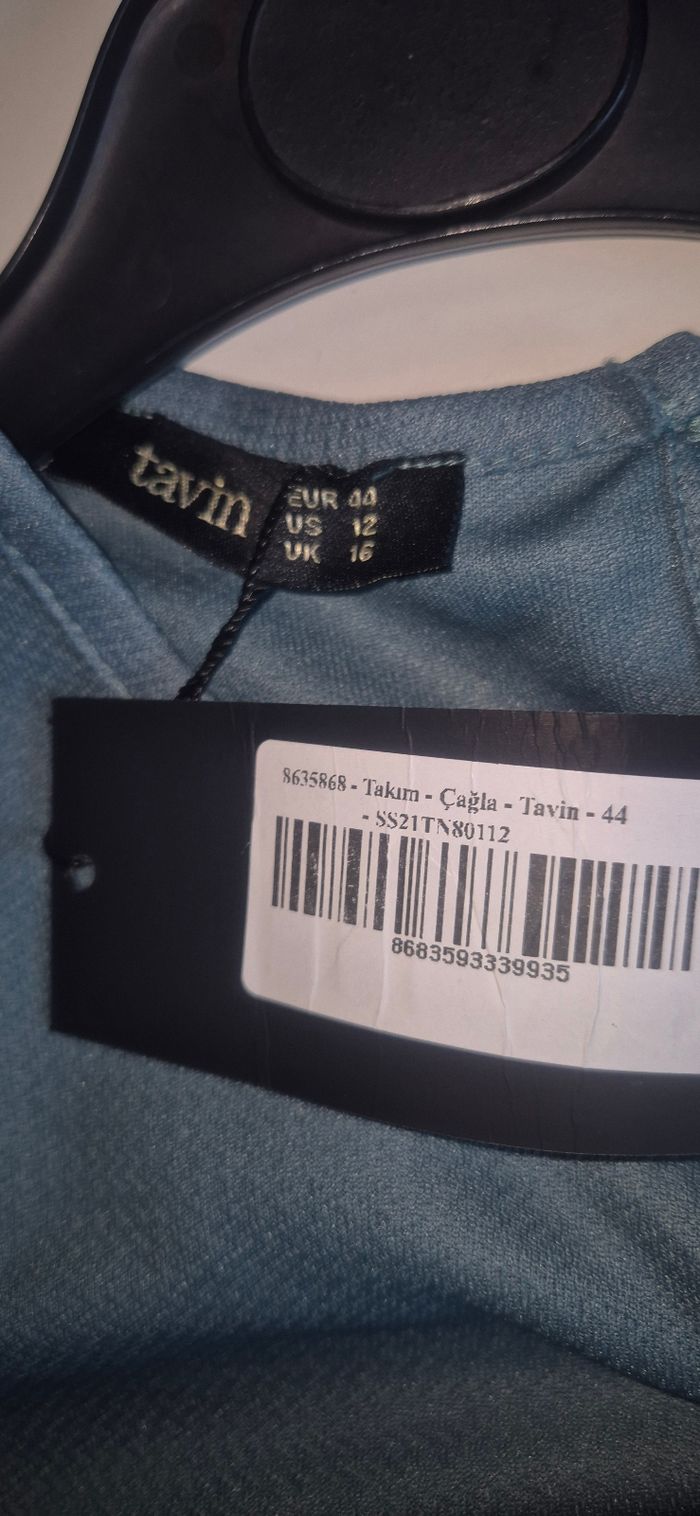 tavin
EUR 44
US 12
UK 16
8635868 - Takım - Çağla - Tavin - 44
- SS21TN80112
8683593339935